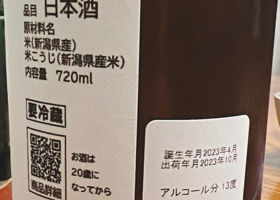 品目 日本酒
原材料名
米(新潟県産)
米こうじ(新潟県産米)
内容量 720ml
要冷蔵
お酒は
20歳に
なってから
商品詳細
誕生年月2023年4月
出荷年月2023年10月
アルコール分 13度